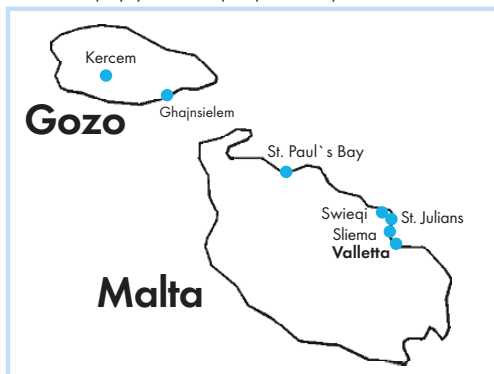 Kercem
Ghajnsielem
Gozo
St. Paul`s Bay
Swieqi
St. Julians
Sliema
Valletta
Malta